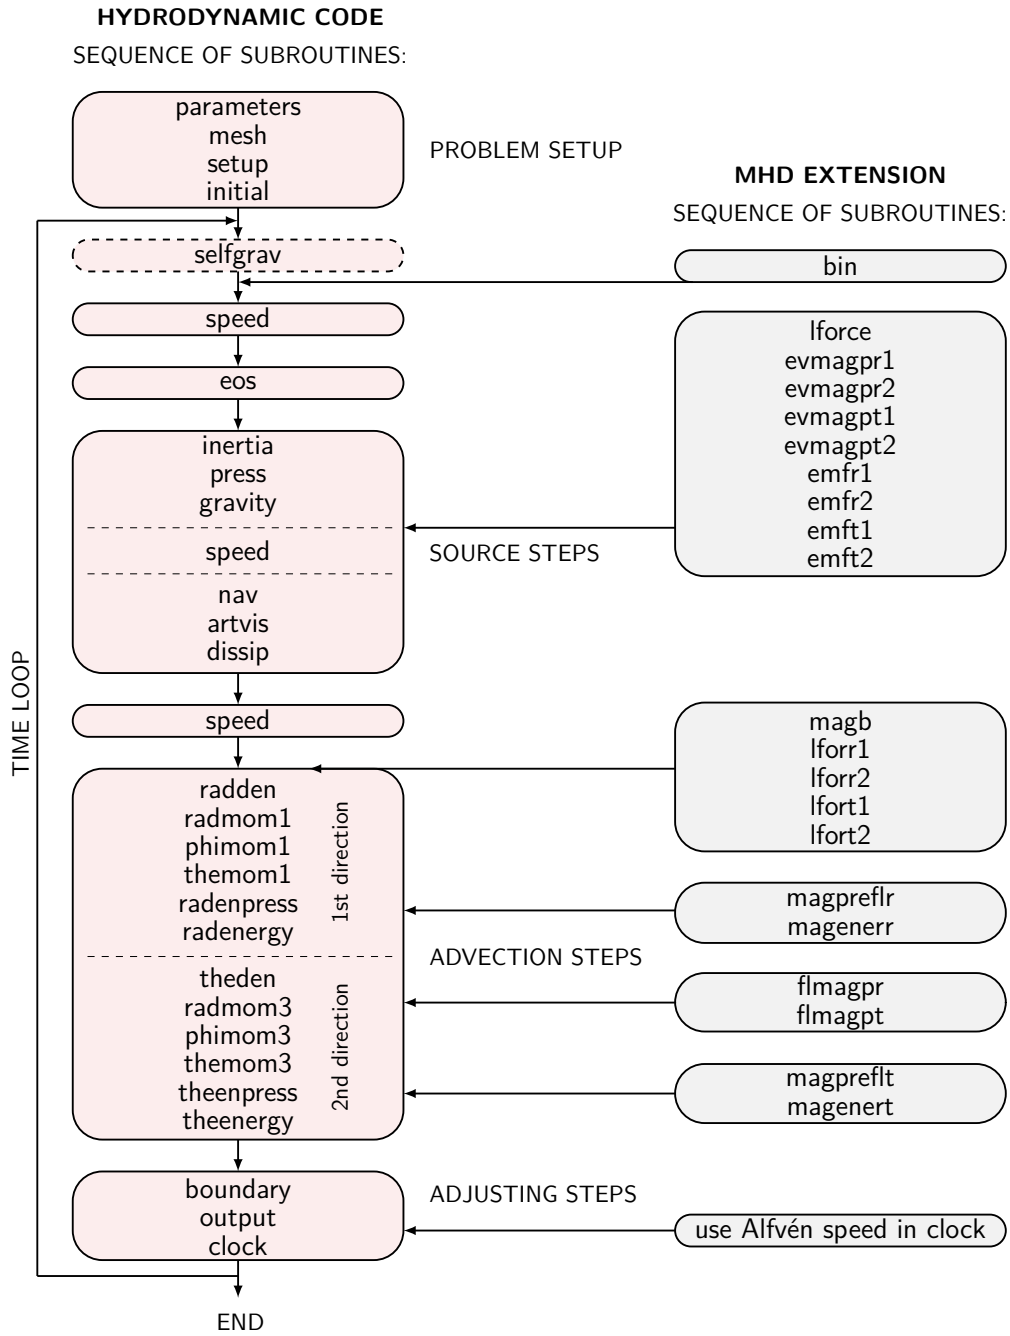 HYDRODYNAMIC CODE
SEQUENCE OF SUBROUTINES:
parameters
mesh
setup
initial
PROBLEM SETUP
MHD EXTENSION
SEQUENCE OF SUBROUTINES:
selfgrav
bin
speed
eos
lforce
evmagpr1
evmagpr2
evmagpt1
evmagpt2
emfr1
emfr2
emft1
emft2
inertia
press
gravity
speed
SOURCE STEPS
nav
artvis
dissip
TIME LOOP
speed
magb
lforr1
lforr2
lfort1
lfort2
radden
radmom1
phimom1
themom1
radenpress
radenergy
1st direction
magpreflr
magenerr
ADVECTION STEPS
theden
radmom3
phimom3
themom3
theenpress
theenergy
2nd direction
flmagpr
flmagpt
magpreflt
magenert
boundary
output
clock
ADJUSTING STEPS
use Alfvén speed in clock
END